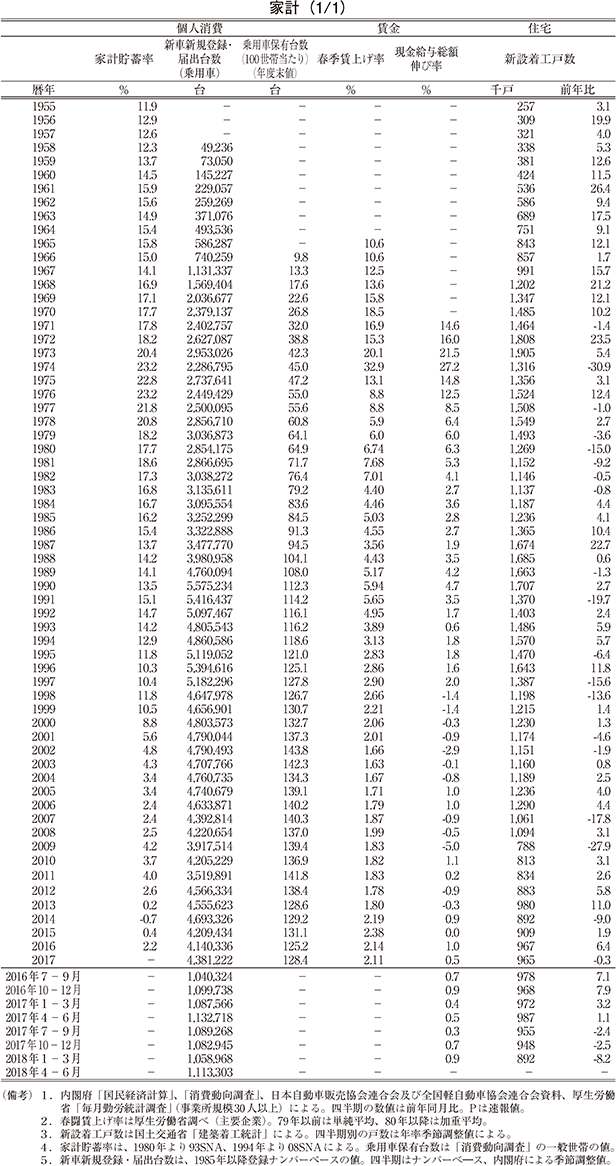 家計（1/1）
個人消費 賃金 住宅
家計貯蓄率 新車新規登録・届出台数（乗用車） 乗用車保有台数（100世帯当たり）（年度末値） 春季賃上げ率 現金給与総額伸び率 新設着工戸数
暦年 % 台 台 % % 千戸 前年比
1955 11.9 － － － － 257 3.1
1956 12.9 － － － － 309 19.9
1957 12.6 － － － － 321 4.0
1958 12.3 49,236 － － － 338 5.3
1959 13.7 73,050 － － － 381 12.6
1960 14.5 145,227 － － － 424 11.5
1961 15.9 229,057 － － － 536 26.4
1962 15.6 259,269 － － － 586 9.4
1963 14.9 371,076 － － － 689 17.5
1964 15.4 493,536 － － － 751 9.1
1965 15.8 586,287 － 10.6 － 843 12.1
1966 15.0 740,259 9.8 10.6 － 857 1.7
1967 14.1 1,131,337 13.3 12.5 － 991 15.7
1968 16.9 1,569,404 17.6 13.6 － 1,202 21.2
1969 17.1 2,036,677 22.6 15.8 － 1,347 12.1
1970 17.7 2,379,137 26.8 18.5 － 1,485 10.2
1971 17.8 2,402,757 32.0 16.9 14.6 1,464 -1.4
1972 18.2 2,627,087 38.8 15.3 16.0 1,808 23.5
1973 20.4 2,953,026 42.3 20.1 21.5 1,905 5.4
1974 23.2 2,286,795 45.0 32.9 27.2 1,316 -30.9
1975 22.8 2,737,641 47.2 13.1 14.8 1,356 3.1
1976 23.2 2,449,429 55.0 8.8 12.5 1,524 12.4
1977 21.8 2,500,095 55.6 8.8 8.5 1,508 -1.0
1978 20.8 2,856,710 60.8 5.9 6.4 1,549 2.7
1979 18.2 3,036,873 64.1 6.0 6.0 1,493 -3.6
1980 17.7 2,854,175 64.9 6.74 6.3 1,269 -15.0
1981 18.6 2,866,695 71.7 7.68 5.3 1,152 -9.2
1982 17.3 3,038,272 76.4 7.01 4.1 1,146 -0.5
1983 16.8 3,135,611 79.2 4.40 2.7 1,137 -0.8
1984 16.7 3,095,554 83.6 4.46 3.6 1,187 4.4
1985 16.2 3,252,299 84.5 5.03 2.8 1,236 4.1
1986 15.4 3,322,888 91.3 4.55 2.7 1,365 10.4
1987 13.7 3,477,770 94.5 3.56 1.9 1,674 22.7
1988 14.2 3,980,958 104.1 4.43 3.5 1,685 0.6
1989 14.1 4,760,094 108.0 5.17 4.2 1,663 -1.3
1990 13.5 5,575,234 112.3 5.94 4.7 1,707 2.7
1991 15.1 5,416,437 114.2 5.65 3.5 1,370 -19.7
1992 14.7 5,097,467 116.1 4.95 1.7 1,403 2.4
1993 14.2 4,805,543 116.2 3.89 0.6 1,486 5.9
1994 12.9 4,860,586 118.6 3.13 1.8 1,570 5.7
1995 11.8 5,119,052 121.0 2.83 1.8 1,470 -6.4
1996 10.3 5,394,616 125.1 2.86 1.6 1,643 11.8
1997 10.4 5,182,296 127.8 2.90 2.0 1,387 -15.6
1998 11.8 4,647,978 126.7 2.66 -1.4 1,198 -13.6
1999 10.5 4,656,901 130.7 2.21 -1.4 1,215 1.4
2000 8.8 4,803,573 132.7 2.06 -0.3 1,230 1.3
2001 5.6 4,790,044 137.3 2.01 -0.9 1,174 -4.6
2002 4.8 4,790,493 143.8 1.66 -2.9 1,151 -1.9
2003 4.3 4,707,766 142.3 1.63 -0.1 1,160 0.8
2004 3.4 4,760,735 134.3 1.67 -0.8 1,189 2.5
2005 3.4 4,740,679 139.1 1.71 1.0 1,236 4.0
2006 2.4 4,633,871 140.2 1.79 1.0 1,290 4.4
2007 2.4 4,392,814 140.3 1.87 -0.9 1,061 -17.8
2008 2.5 4,220,654 137.0 1.99 -0.5 1,094 3.1
2009 4.2 3,917,514 139.4 1.83 -5.0 788 -27.9
2010 3.7 4,205,229 136.9 1.82 1.1 813 3.1
2011 4.0 3,519,891 141.8 1.83 0.2 834 2.6
2012 2.6 4,566,334 138.4 1.78 -0.9 883 5.8
2013 0.2 4,555,623 128.6 1.80 -0.3 980 11.0
2014 -0.7 4,693,326 129.2 2.19 0.9 892 -9.0
2015 0.4 4,209,434 131.1 2.38 0.0 909 1.9
2016 2.2 4,140,336 125.2 2.14 1.0 967 6.4
2017 － 4,381,222 128.4 2.11 0.5 965 -0.3
2016年7－9月 － 1,040,324 － － 0.7 978 7.1
2016年10－12月 － 1,099,738 － － 0.9 968 7.9
2017年1－3月 － 1,087,566 － － 0.4 972 3.2
2017年4－6月 － 1,132,718 － － 0.5 987 1.1
2017年7－9月 － 1,089,268 － － 0.3 955 -2.4
2017年10－12月 － 1,082,945 － － 0.7 948 -2.5
2018年1－3月 － 1,058,968 － － 0.9 892 -8.2
2018年4－6月 － 1,113,303 － － － － －
（備考）1．内閣府「国民経済計算」、「消費動向調査」、日本自動車販売協会連合会及び全国軽自動車協会連合会資料、厚生労働
省「毎月勤労統計調査」（事業所規模30人以上）による。四半期の数値は前年同月比。Pは速報値。
2．春闘賃上げ率は厚生労働省調べ（主要企業）。79年以前は単純平均、80年以降は加重平均。
3．新設着工戸数は国土交通省「建築着工統計」による。四半期別の戸数は年率季節調整値による。
4．家計貯蓄率は、1980年より93SNA、1994年より08SNAによる。乗用車保有台数は「消費動向調査」の一般世帯の値。
5．新車新規登録・届出台数は、1985年以降登録ナンバーベースの値。四半期はナンバーベース、内閣府による季節調整値。